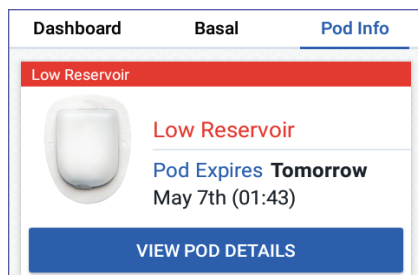 Dashboard Basal Pod Info
Low Reservoir
Low Reservoir
Pod Expires Tomorrow
May 7th (01:43)
VIEW POD DETAILS